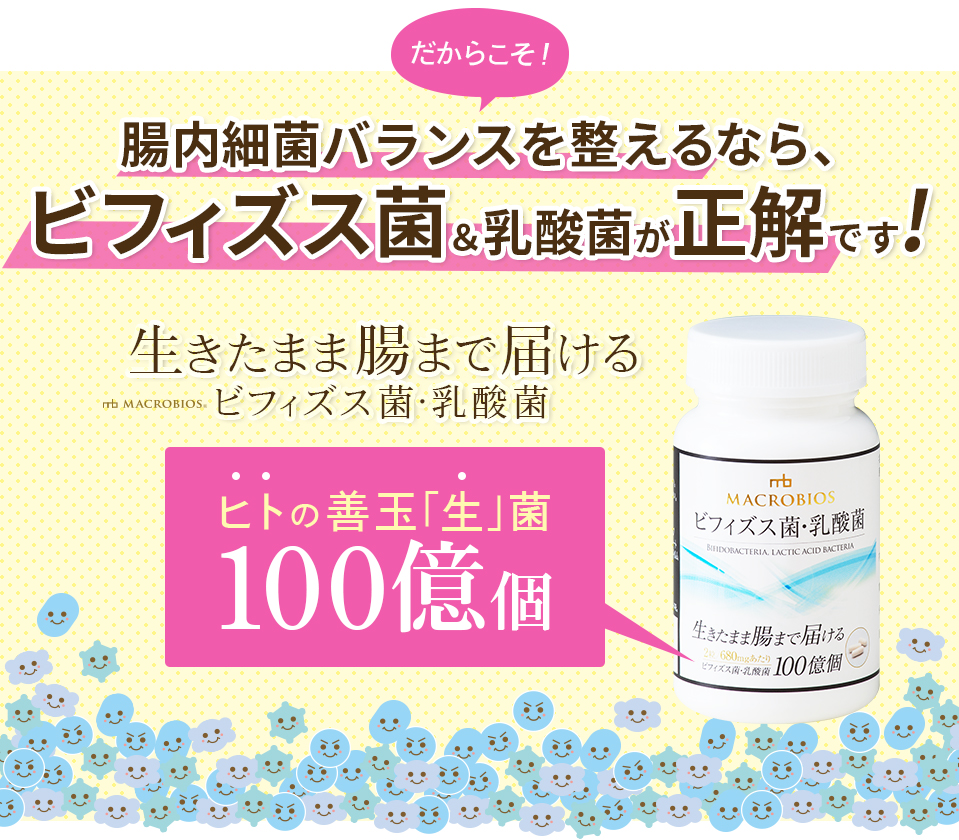 だからこそ!
腸内細菌バランスを整えるなら、
ビフィズス菌&乳酸菌が正解です!
生きたまま腸まで届ける
mb MACROBIOS® ビフィズス菌・乳酸菌
ヒトの善玉「生」菌
100億個
mb
MACROBIOS
ビフィズス菌・乳酸菌
BIFIDOBACTERIA, LACTIC ACID BACTERIA
生きたまま腸まで届ける
2粒 680mgあたり
ビフィズス菌・乳酸菌 100億個